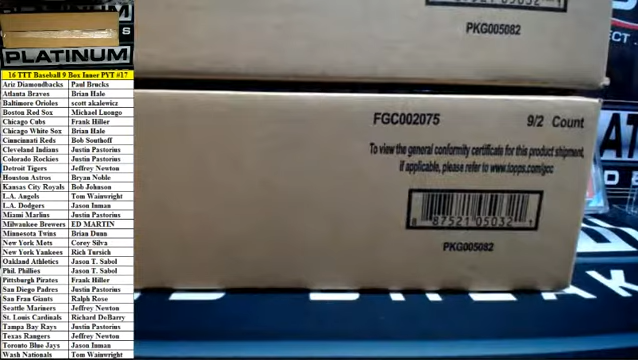 PLATINUM
16 TTT Baseball 9 Box Inner PYT #17
Ariz Diamondbacks Paul Brucks
Atlanta Braves Brian Hale
Baltimore Orioles scott akalewicz
Boston Red Sox Michael Luongo
Chicago Cubs Frank Hiller
Chicago White Sox Brian Hale
Cinncinnati Reds Bob Southoff
Cleveland Indians Justin Pastorius
Colorado Rockies Justin Pastorius
Detroit Tigers Jeffrey Newton
Houston Astros Bryan Noble
Kansas City Royals Bob Johnson
L.A. Angels Tom Wainwright
L.A. Dodgers Jason Inman
Miami Marlins Justin Pastorius
Milwaukee Brewers ED MARTIN
Minnesota Twins Brian Dunn
New York Mets Corey Silva
New York Yankees Rich Tursich
Oakland Athletics Jason T. Sabol
Phil. Phillies Jason T. Sabol
Pittsburgh Pirates Frank Hiller
San Diego Padres Justin Pastorius
San Fran Giants Ralph Rose
Seattle Mariners Jeffrey Newton
St. Louis Cardinals Richard DeBarry
Tampa Bay Rays Justin Pastorius
Texas Rangers Jeffrey Newton
Toronto Blue Jays Jason Inman
Wash Nationals Tom Wainwright
PKG005082
FGC002075 9/2 Count
To view the general conformity certificate for this product shipment,
if applicable, please refer to www.topps.com/gcc
8 87521 05032 1
PKG005082
BREAK